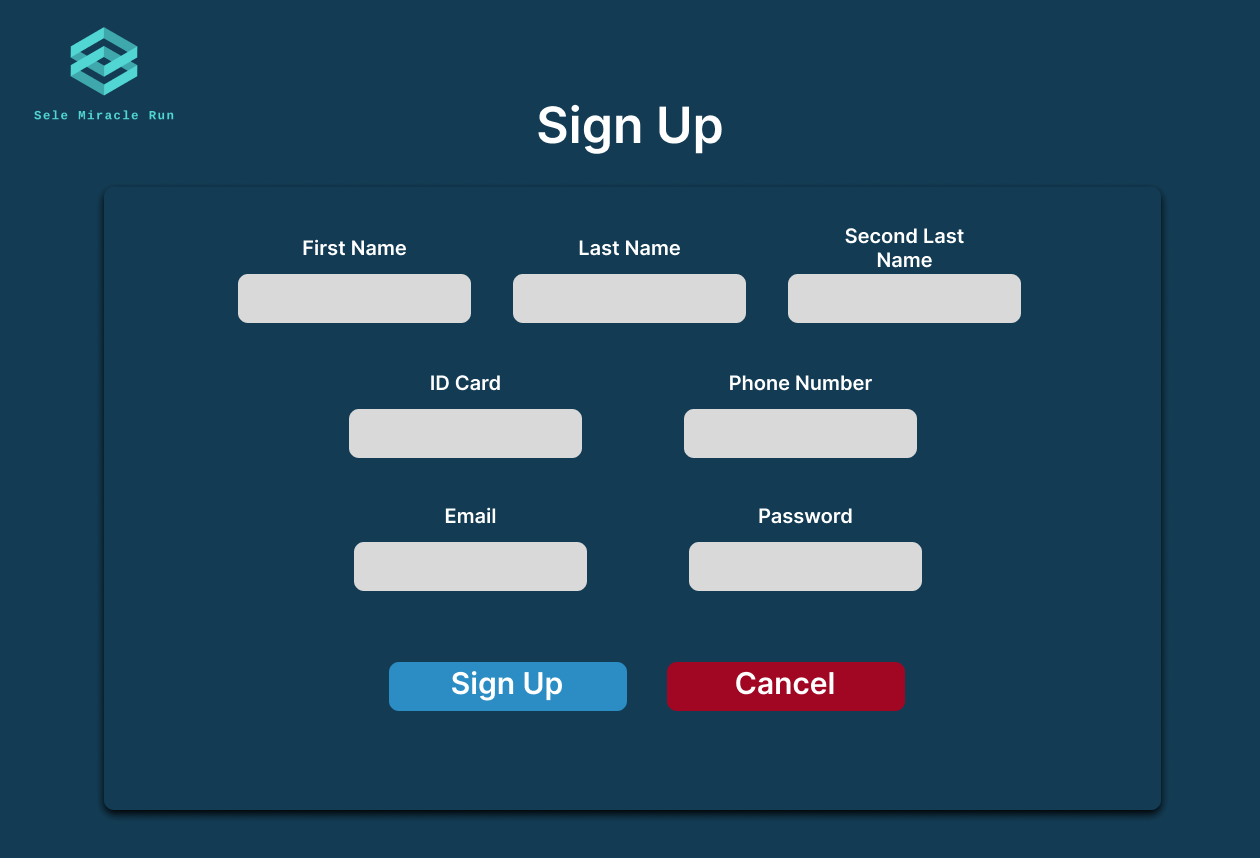 Sele Miracle Run
Sign Up
First Name
Last Name
Second Last
Name
ID Card
Phone Number
Email
Password
Sign Up
Cancel